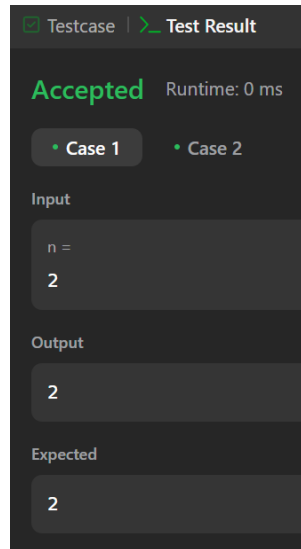 Testcase | >_ Test Result
Accepted Runtime: 0 ms
• Case 1 • Case 2
Input
n =
2
Output
2
Expected
2